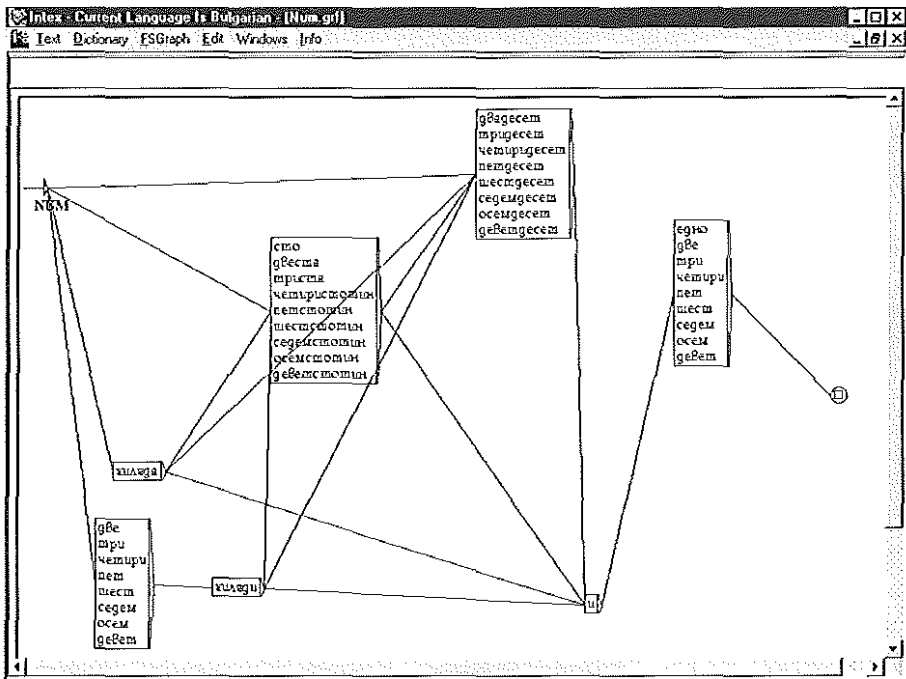 Intex - Current Language Is Bulgarian - [Num.grf]
Text Dictionary FSGraph Edit Windows Info
двадесет
тридесет
четиридесет
петдесет
шестдесет
седемдесет
осемдесет
деветдесет
NUM
сто
двеста
триста
четиристотин
петстотин
шестстотин
седемстотин
осемстотин
деветстотин
едно
две
три
четири
пет
шест
седем
осем
девет
две
три
четири
пет
шест
седем
осем
девет
и